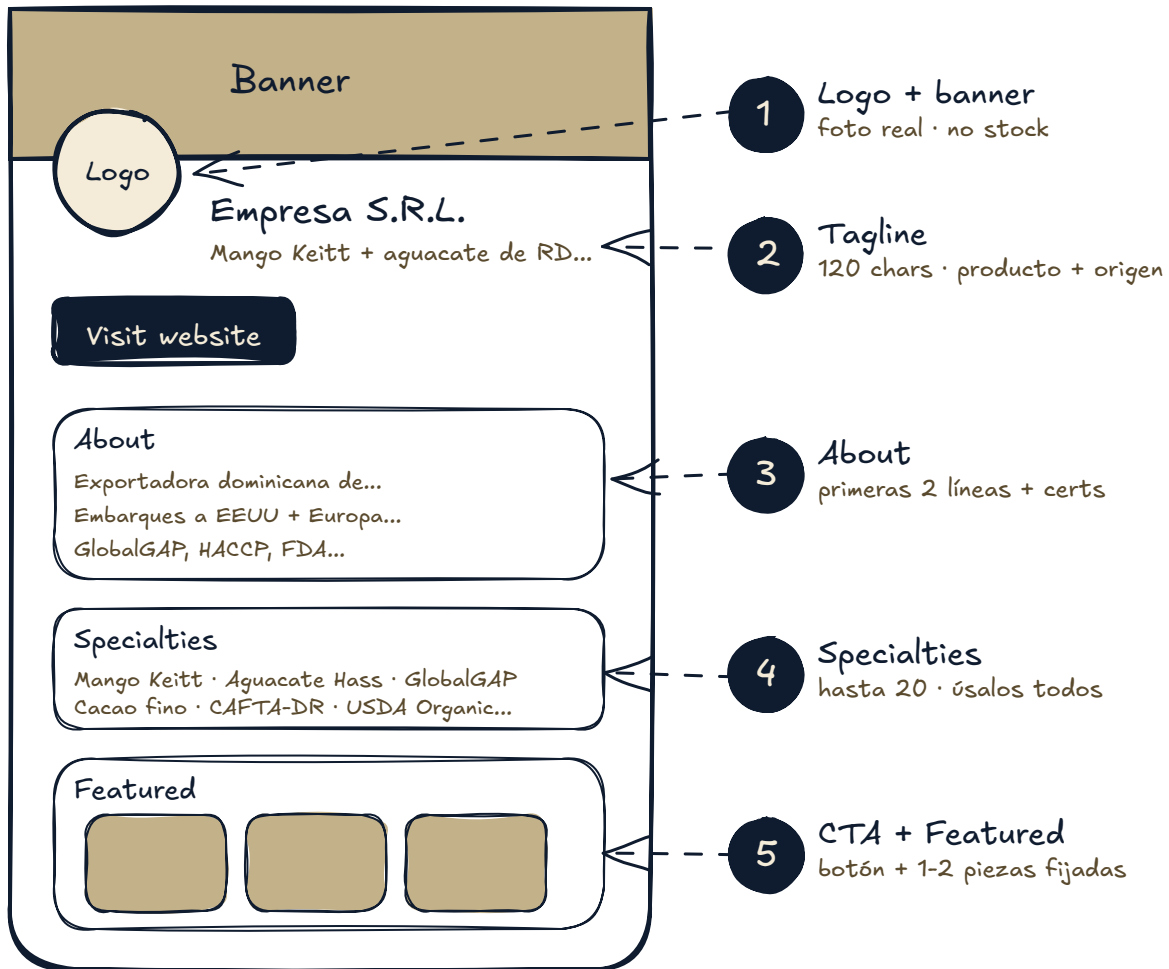 Banner
Logo
Empresa S.R.L.
Mango Keitt + aguacate de RD...
Visit website
About
Exportadora dominicana de...
Embarques a EEUU + Europa...
GlobalGAP, HACCP, FDA...
Specialties
Mango Keitt · Aguacate Hass · GlobalGAP
Cacao fino · CAFTA-DR · USDA Organic...
Featured
1
Logo + banner
foto real · no stock
2
Tagline
120 chars · producto + origen
3
About
primeras 2 líneas + certs
4
Specialties
hasta 20 · úsalos todos
5
CTA + Featured
botón + 1-2 piezas fijadas